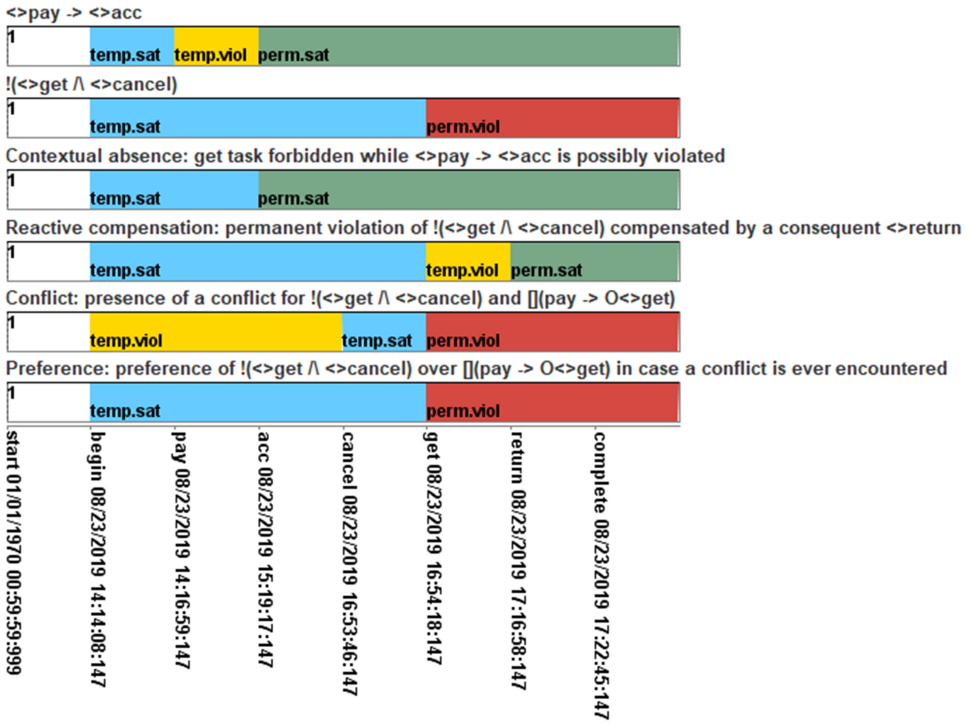 <>pay -> <>acc
1
temp.sat temp.viol perm.sat
!(<>get /\ <>cancel)
1
temp.sat perm.viol
Contextual absence: get task forbidden while <>pay -> <>acc is possibly violated
1
temp.sat perm.sat
Reactive compensation: permanent violation of !(<>get /\ <>cancel) compensated by a consequent <>return
1
temp.sat temp.viol perm.sat
Conflict: presence of a conflict for !(<>get /\ <>cancel) and [](pay -> O<>get)
1
temp.viol temp.sat perm.viol
Preference: preference of !(<>get /\ <>cancel) over [](pay -> O<>get) in case a conflict is ever encountered
1
temp.sat perm.viol
start 01/01/1970 00:59:59:999
begin 08/23/2019 14:14:08:147
pay 08/23/2019 14:16:59:147
acc 08/23/2019 15:19:17:147
cancel 08/23/2019 16:53:46:147
get 08/23/2019 16:54:18:147
return 08/23/2019 17:16:58:147
complete 08/23/2019 17:22:45:147